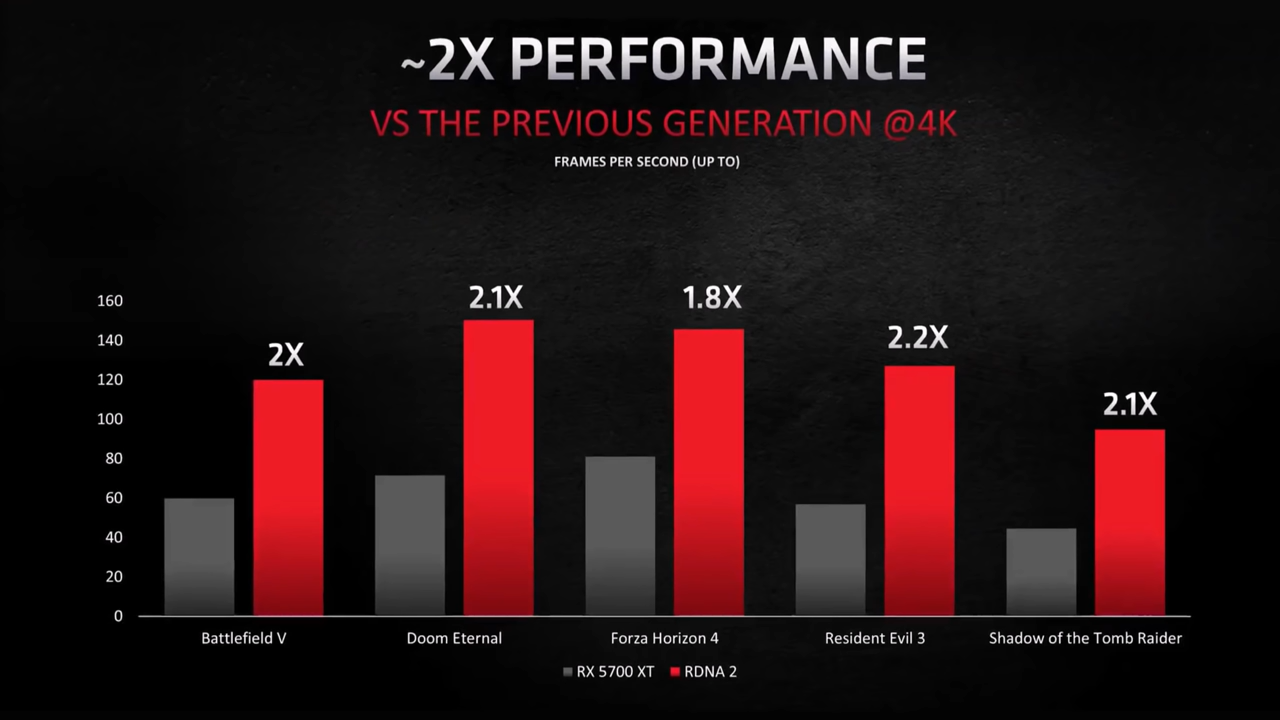 ~2X PERFORMANCE
VS THE PREVIOUS GENERATION @4K
FRAMES PER SECOND (UP TO)
160
140
120
100
80
60
40
20
0
2X
2.1X
1.8X
2.2X
2.1X
Battlefield V
Doom Eternal
Forza Horizon 4
Resident Evil 3
Shadow of the Tomb Raider
RX 5700 XT
RDNA 2